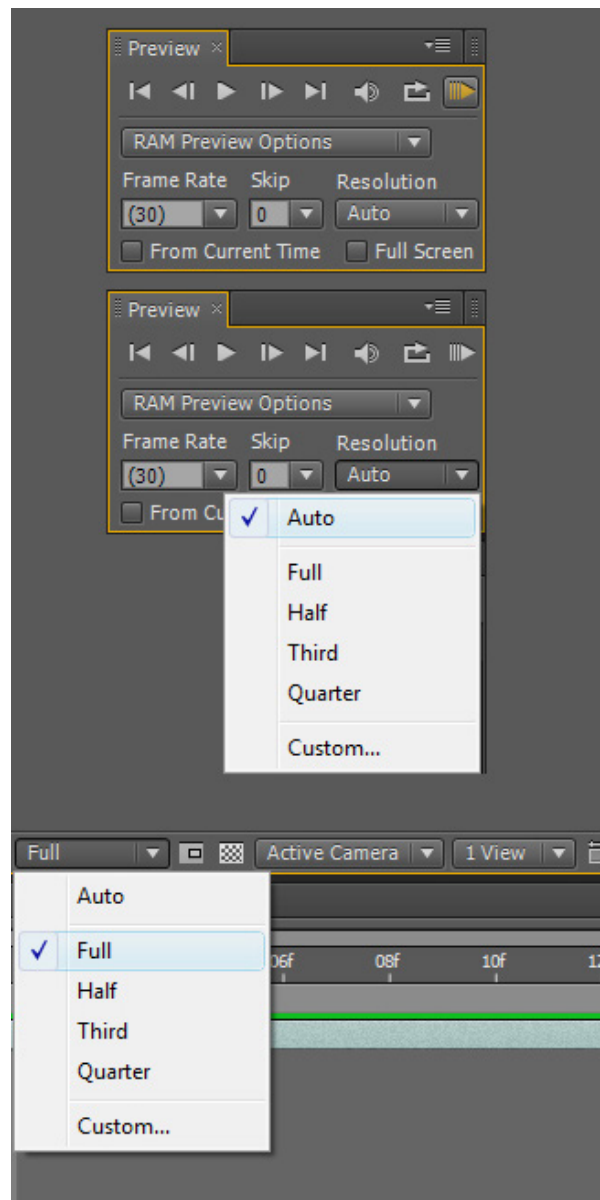 Preview
RAM Preview Options
Frame Rate Skip Resolution
(30) 0 Auto
From Current Time Full Screen
Preview
RAM Preview Options
Frame Rate Skip Resolution
(30) 0 Auto
From Cu
Auto
Full
Half
Third
Quarter
Custom...
Full Active Camera 1 View
Auto
Full
Half
Third
Quarter
Custom...
06f 08f 10f 12